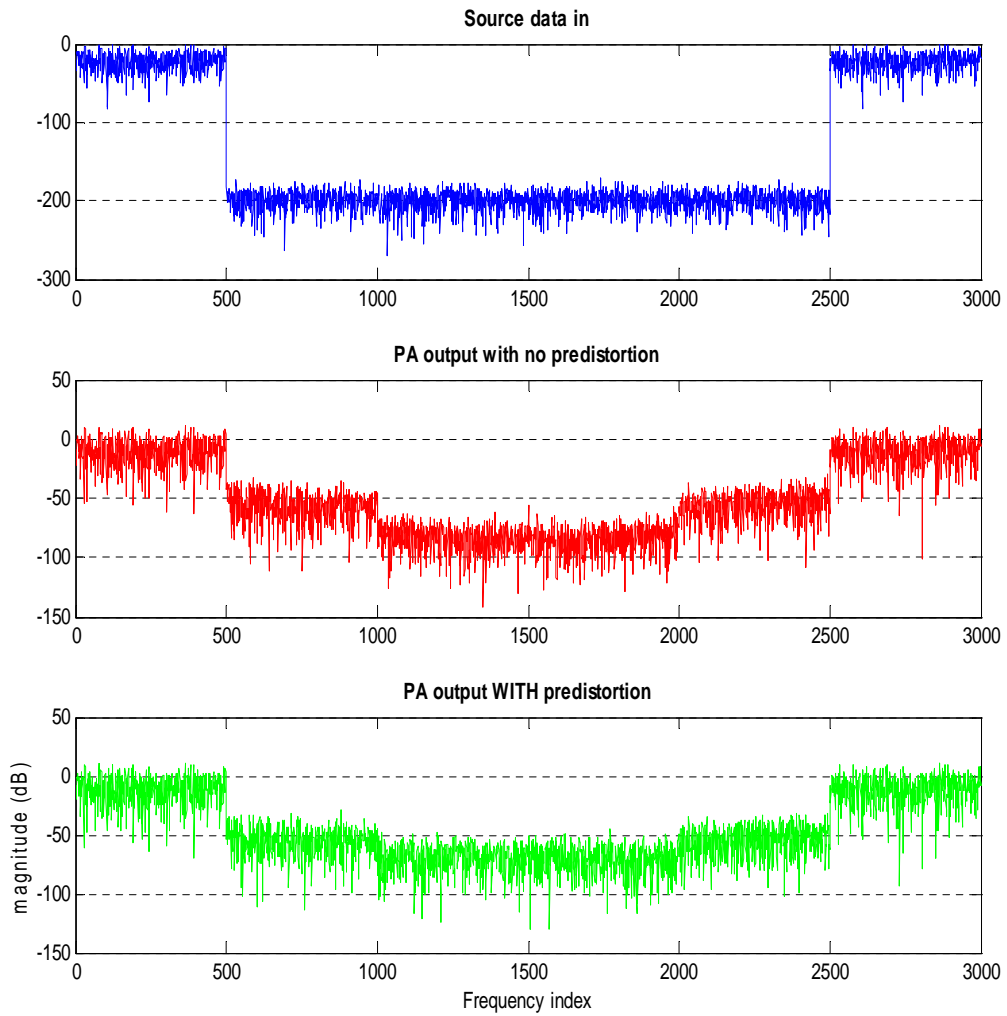 Source data in
0
-100
-200
-300
0 500 1000 1500 2000 2500 3000
PA output with no predistortion
50
0
-50
-100
-150
0 500 1000 1500 2000 2500 3000
PA output WITH predistortion
50
0
-50
-100
-150
magnitude (dB)
0 500 1000 1500 2000 2500 3000
Frequency index